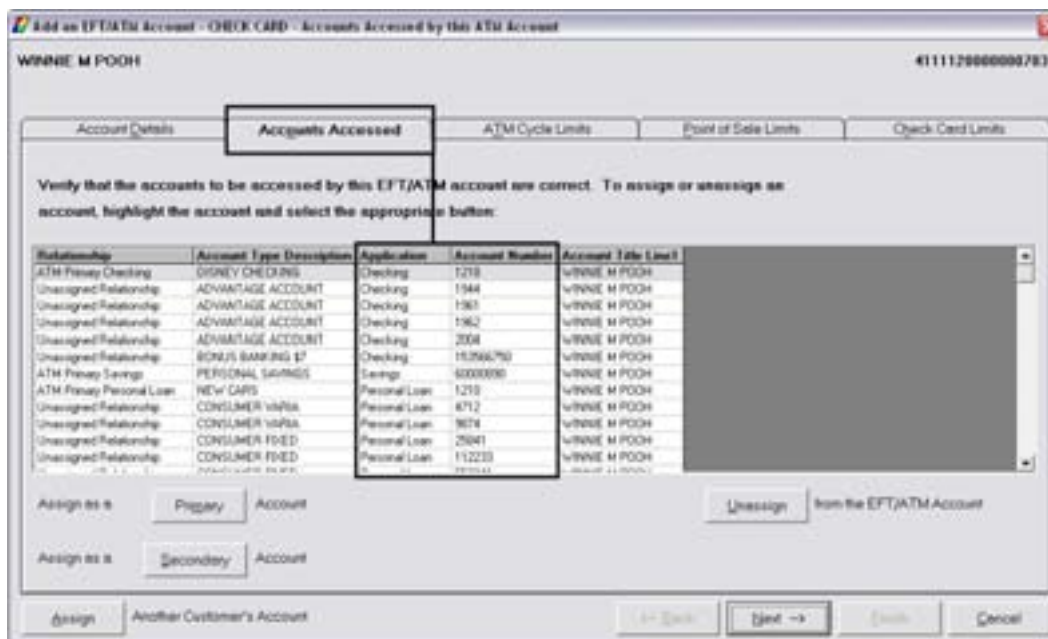 Add an EFT/ATM Account - CHECK CARD - Accounts Accessed by this ATM Account
WINNIE M POOH 4111120000000783
Account Details Accounts Accessed ATM Cycle Limits Point of Sale Limits Check Card Limits
Verify that the accounts to be accessed by this EFT/ATM account are correct. To assign or unassign an
account, highlight the account and select the appropriate button:
Relationship Account Type Description Application Account Number Account Title Line1
ATM Primary Checking DISNEY CHECKING Checking 1210 WINNIE M POOH
Unassigned Relationship ADVANTAGE ACCOUNT Checking 1944 WINNIE M POOH
Unassigned Relationship ADVANTAGE ACCOUNT Checking 1961 WINNIE M POOH
Unassigned Relationship ADVANTAGE ACCOUNT Checking 1962 WINNIE M POOH
Unassigned Relationship ADVANTAGE ACCOUNT Checking 2004 WINNIE M POOH
Unassigned Relationship BONUS BANKING $7 Checking 153566750 WINNIE M POOH
ATM Primary Savings PERSONAL SAVINGS Savings WINNIE M POOH
ATM Primary Personal Loan NEW CARS Personal Loan 1210 WINNIE M POOH
Unassigned Relationship CONSUMER VARIA Personal Loan 4712 WINNIE M POOH
Unassigned Relationship CONSUMER VARIA Personal Loan 9874 WINNIE M POOH
Unassigned Relationship CONSUMER FIXED Personal Loan 25041 WINNIE M POOH
Unassigned Relationship CONSUMER FIXED Personal Loan 112233 WINNIE M POOH
Assign as a Primary Account Unassign from the EFT/ATM Account
Assign as a Secondary Account
Assign Another Customer's Account <- Back Next -> Finish Cancel